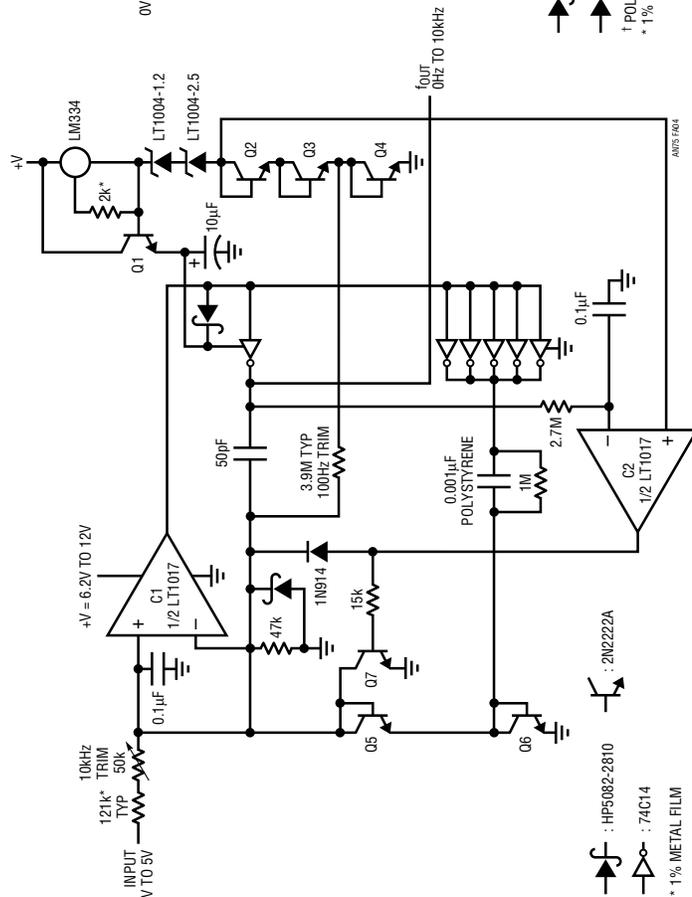 0V
† POL
* 1%
INPUT
V TO 5V
121k*
TYP
10kHz
TRIM
50k
0.1µF
+V = 6.2V TO 12V
+
C1
1/2 LT1017
–
47k
50pF
+V
LM334
2k*
Q1
LT1004-1.2
LT1004-2.5
+
10µF
Q2
Q3
Q4
fOUT
0Hz TO 10kHz
3.9M TYP
100Hz TRIM
1N914
15k
Q5
Q7
Q6
0.001µF
POLYSTYRENE
1M
2.7M
0.1µF
–
C2
1/2 LT1017
+
AN75 FA04
: HP5082-2810
: 74C14
: 2N2222A
* 1% METAL FILM